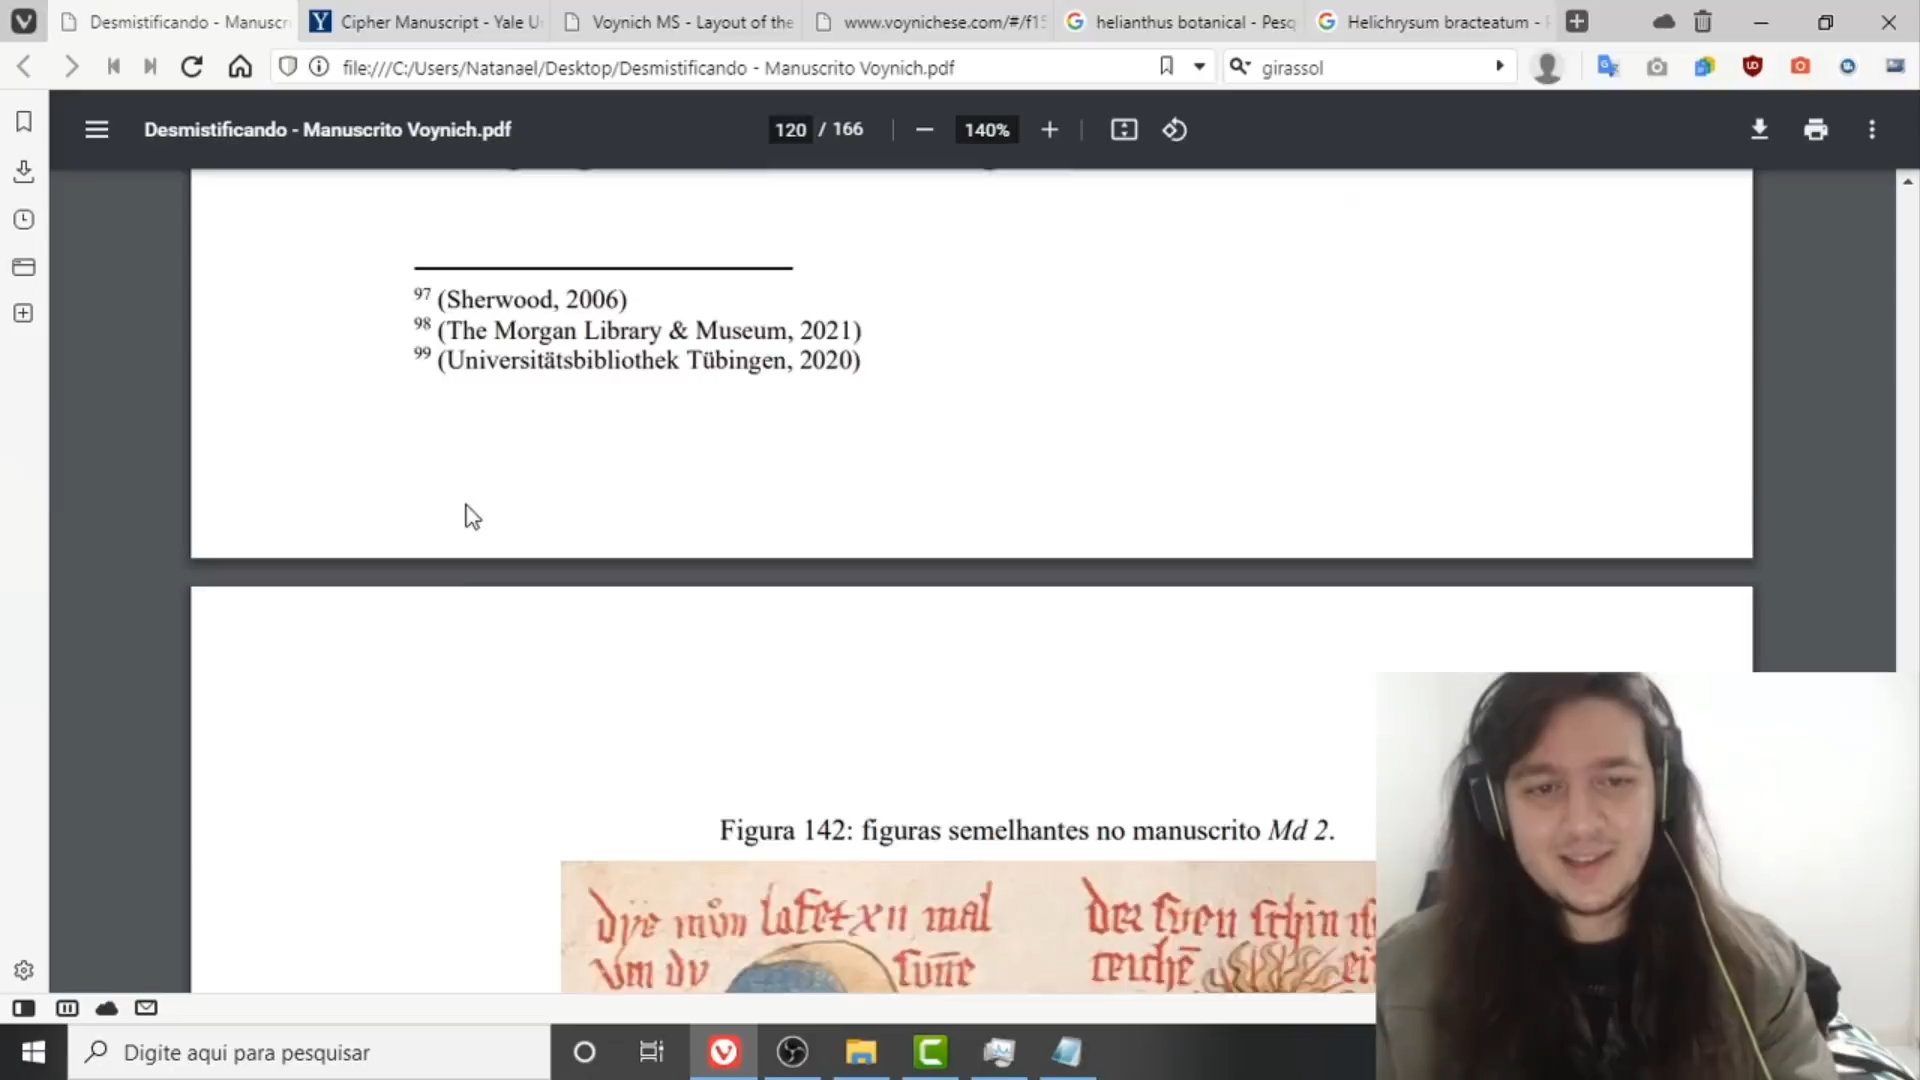 Desmistificando - Manuscr
Y Cipher Manuscript - Yale U
Voynich MS - Layout of the
www.voynichese.com/#/f15
helianthus botanical - Pesq
Helichrysum bracteatum -
file:///C:/Users/Natanael/Desktop/Desmistificando - Manuscrito Voynich.pdf
girassol
Desmistificando - Manuscrito Voynich.pdf
120 / 166
140%
97 (Sherwood, 2006)
98 (The Morgan Library & Museum, 2021)
99 (Universitätsbibliothek Tübingen, 2020)
Figura 142: figuras semelhantes no manuscrito Md 2.
mal
Digite aqui para pesquisar